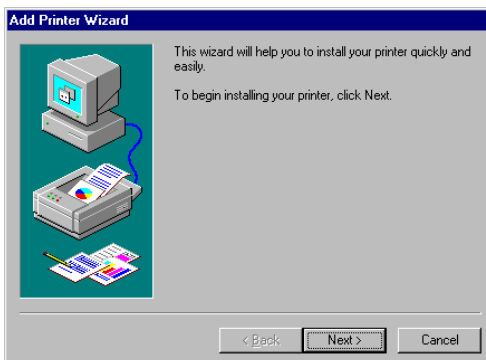 Add Printer Wizard
This wizard will help you to install your printer quickly and
easily.
To begin installing your printer, click Next.
< Back
Next >
Cancel